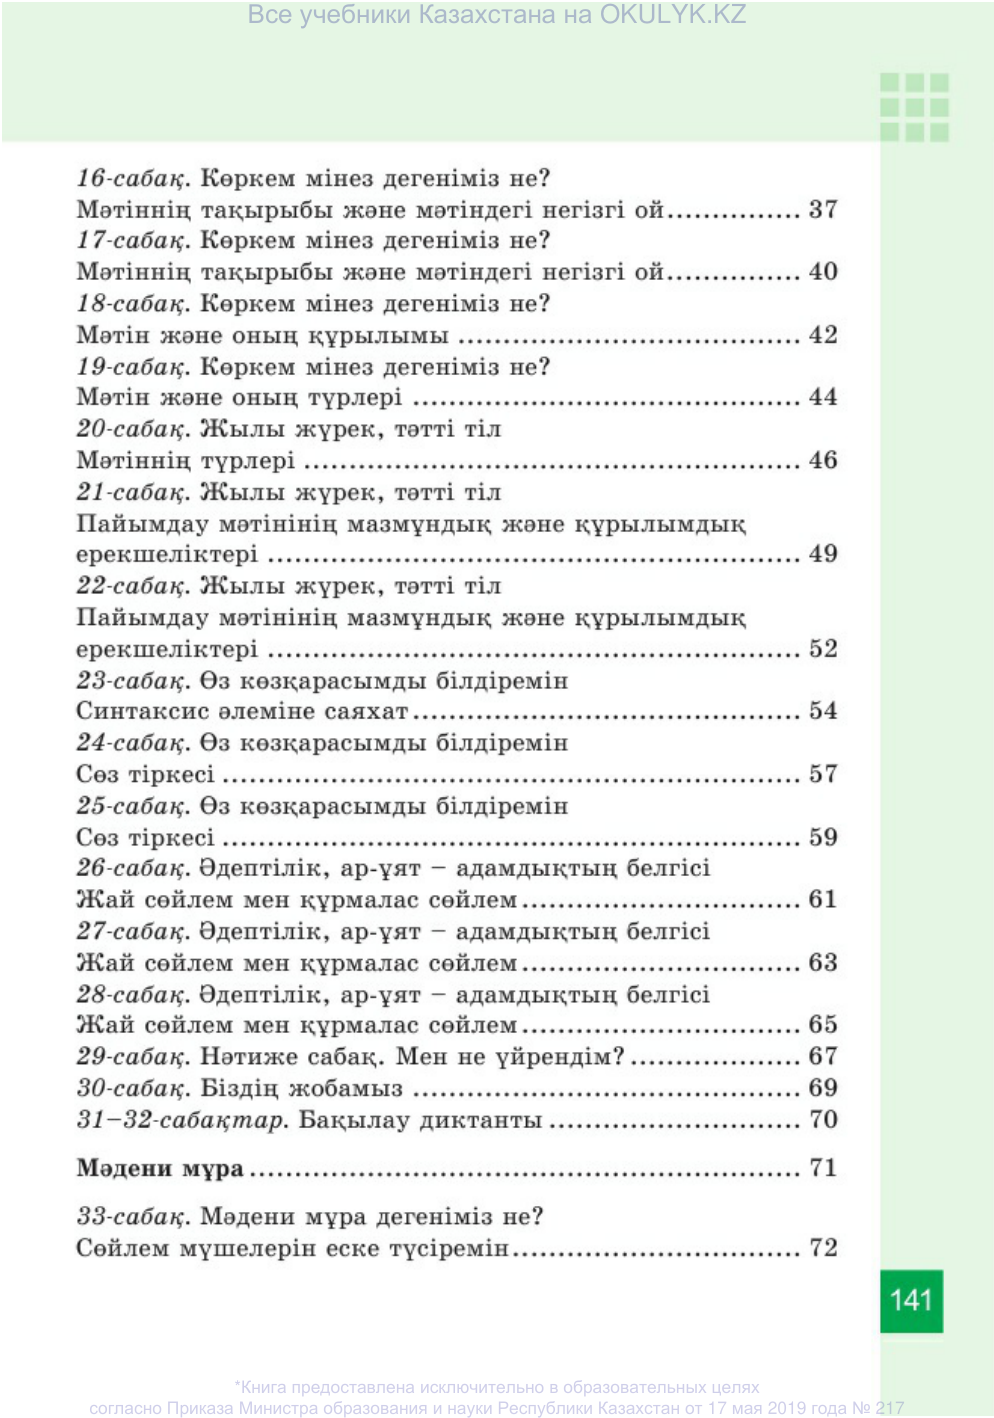 Все учебники Казахстана на OKULYK.KZ
16-сабақ. Көркем мінез дегеніміз не?
Мәтіннің тақырыбы және мәтіндегі негізгі ой............... 37
17-сабақ. Көркем мінез дегеніміз не?
Мәтіннің тақырыбы және мәтіндегі негізгі ой............... 40
18-сабақ. Көркем мінез дегеніміз не?
Мәтін және оның құрылымы ...................................... 42
19-сабақ. Көркем мінез дегеніміз не?
Мәтін және оның түрлері ........................................... 44
20-сабақ. Жылы жүрек, тәтті тіл
Мәтіннің түрлері ....................................................... 46
21-сабақ. Жылы жүрек, тәтті тіл
Пайымдау мәтінінің мазмұндық және құрылымдық
ерекшеліктері ........................................................... 49
22-сабақ. Жылы жүрек, тәтті тіл
Пайымдау мәтінінің мазмұндық және құрылымдық
ерекшеліктері ........................................................... 52
23-сабақ. Өз көзқарасымды білдіремін
Синтаксис әлеміне саяхат........................................... 54
24-сабақ. Өз көзқарасымды білдіремін
Сөз тіркесі ................................................................ 57
25-сабақ. Өз көзқарасымды білдіремін
Сөз тіркесі ................................................................ 59
26-сабақ. Әдептілік, ар-ұят – адамдықтың белгісі
Жай сөйлем мен құрмалас сөйлем............................... 61
27-сабақ. Әдептілік, ар-ұят – адамдықтың белгісі
Жай сөйлем мен құрмалас сөйлем............................... 63
28-сабақ. Әдептілік, ар-ұят – адамдықтың белгісі
Жай сөйлем мен құрмалас сөйлем............................... 65
29-сабақ. Нәтиже сабақ. Мен не үйрендім?................... 67
30-сабақ. Біздің жобамыз ........................................... 69
31–32-сабақтар. Бақылау диктанты ............................ 70
Мәдени мұра............................................................. 71
33-сабақ. Мәдени мұра дегеніміз не?
Сөйлем мүшелерін еске түсіремін................................ 72
141
*Книга предоставлена исключительно в образовательных целях
согласно Приказа Министра образования и науки Республики Казахстан от 17 мая 2019 года № 217